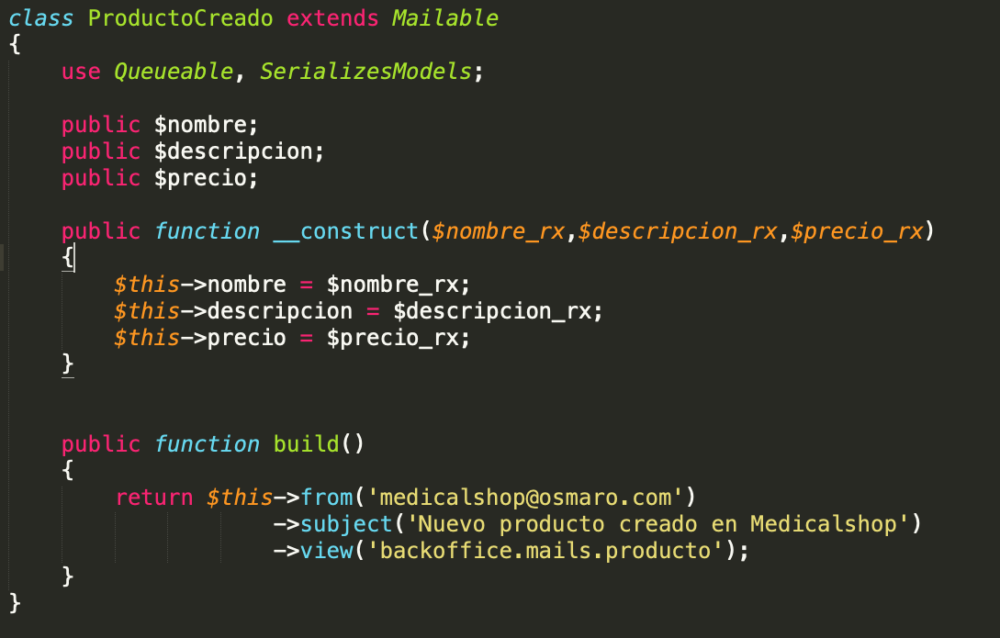 class ProductoCreado extends Mailable
{
    use Queueable, SerializesModels;

    public $nombre;
    public $descripcion;
    public $precio;

    public function __construct($nombre_rx,$descripcion_rx,$precio_rx)
    {
        $this->nombre = $nombre_rx;
        $this->descripcion = $descripcion_rx;
        $this->precio = $precio_rx;
    }


    public function build()
    {
        return $this->from('medicalshop@osmaro.com')
                    ->subject('Nuevo producto creado en Medicalshop')
                    ->view('backoffice.mails.producto');
    }
}